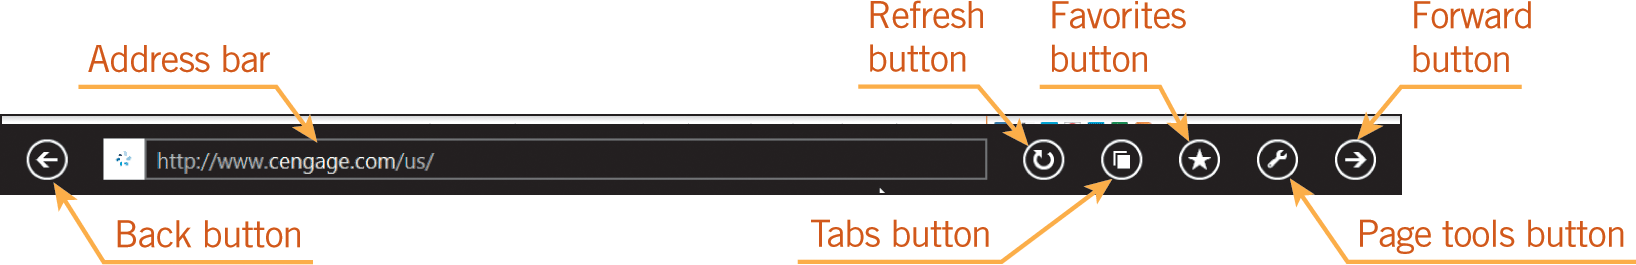 Address bar
Refresh
button
Favorites
button
Forward
button
http://www.cengage.com/us/
Back button
Tabs button
Page tools button